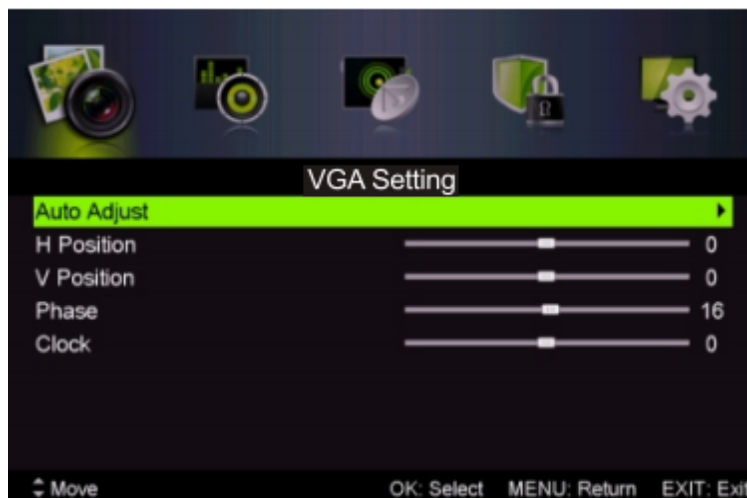 VGA Setting
Auto Adjust
H Position 0
V Position 0
Phase 16
Clock 0
Move OK: Select MENU: Return EXIT: Exit